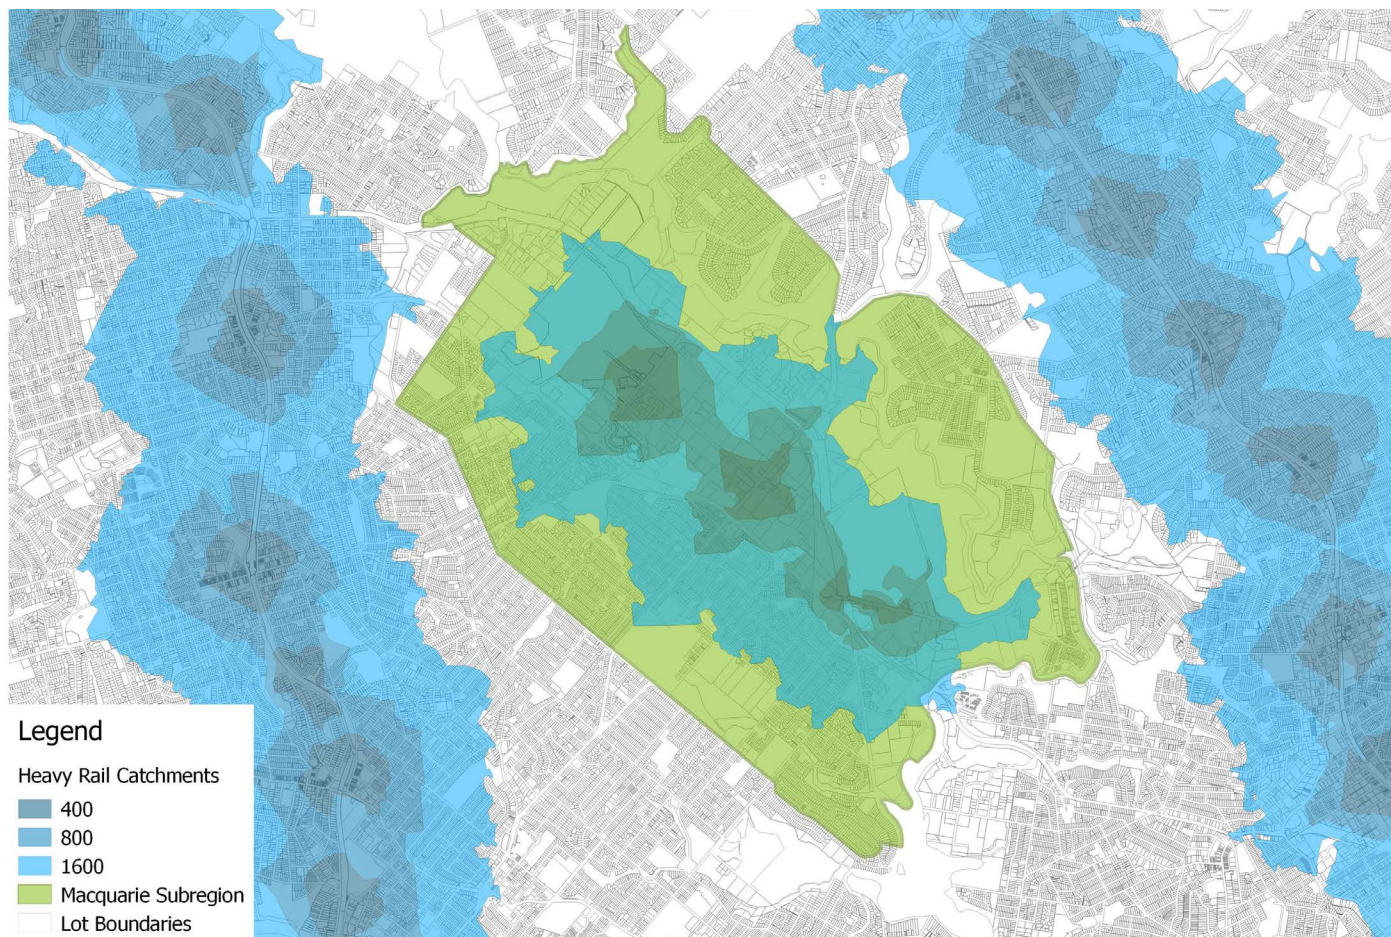 Legend
Heavy Rail Catchments
400
800
1600
Macquarie Subregion
Lot Boundaries